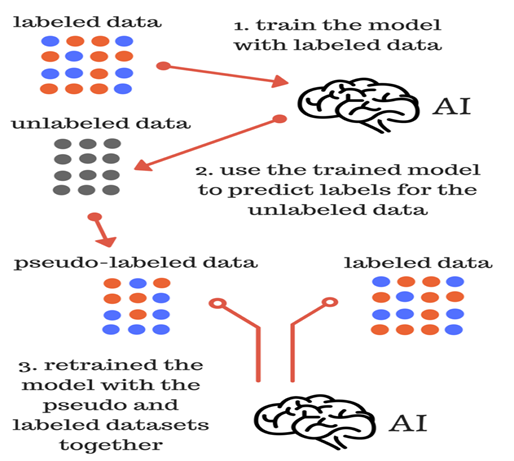 labeled data
1. train the model
with labeled data
AI
unlabeled data
2. use the trained model
to predict labels for the
unlabeled data
pseudo-labeled data
labeled data
3. retrained the
model with the
pseudo and
labeled datasets
together
AI